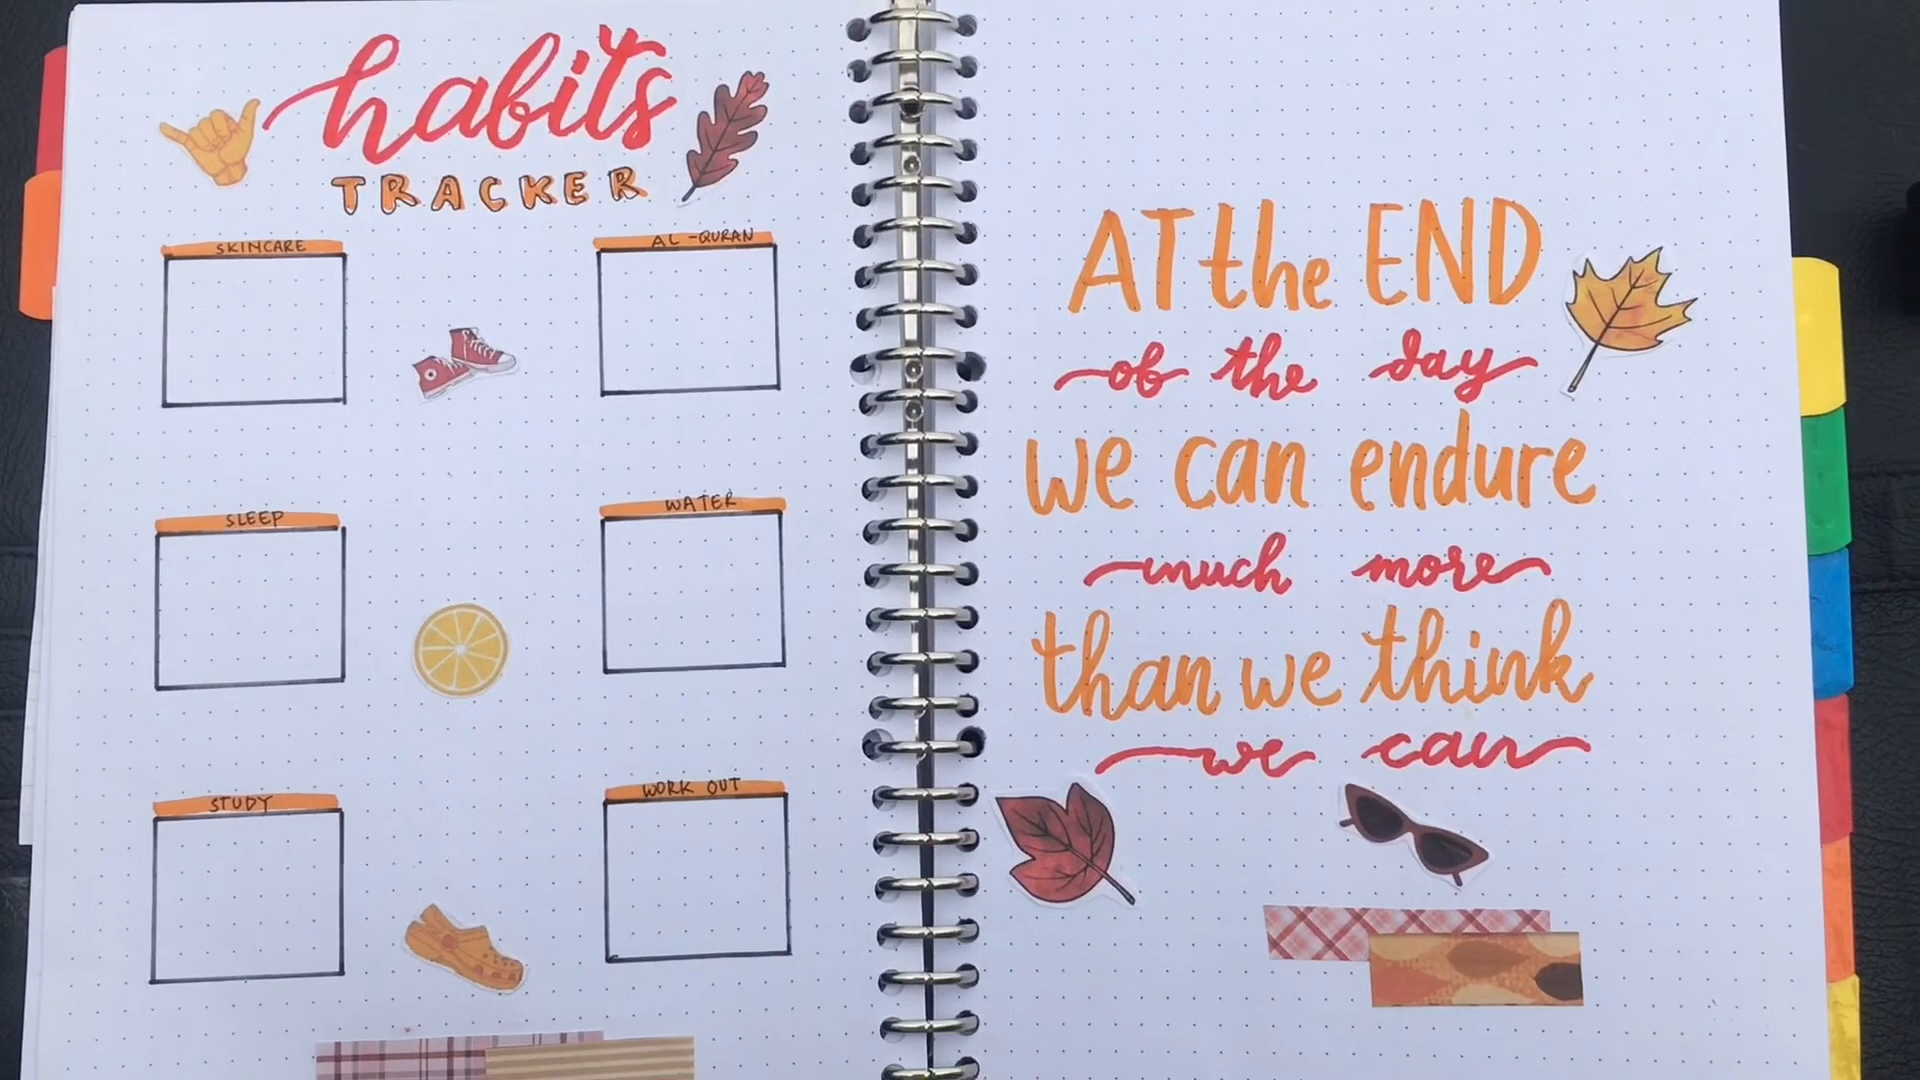 habits
TRACKER
SKINCARE
AL-QURAN
SLEEP
WATER
STUDY
WORK OUT
AT the END
of the day
we can endure
much more
than we think
we can